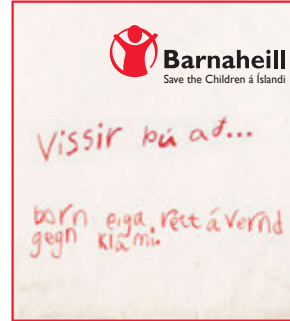 Barnaheill
Save the Children á Íslandi
Vissir þú að...
börn eiga rétt á vernd
gegn klámi.